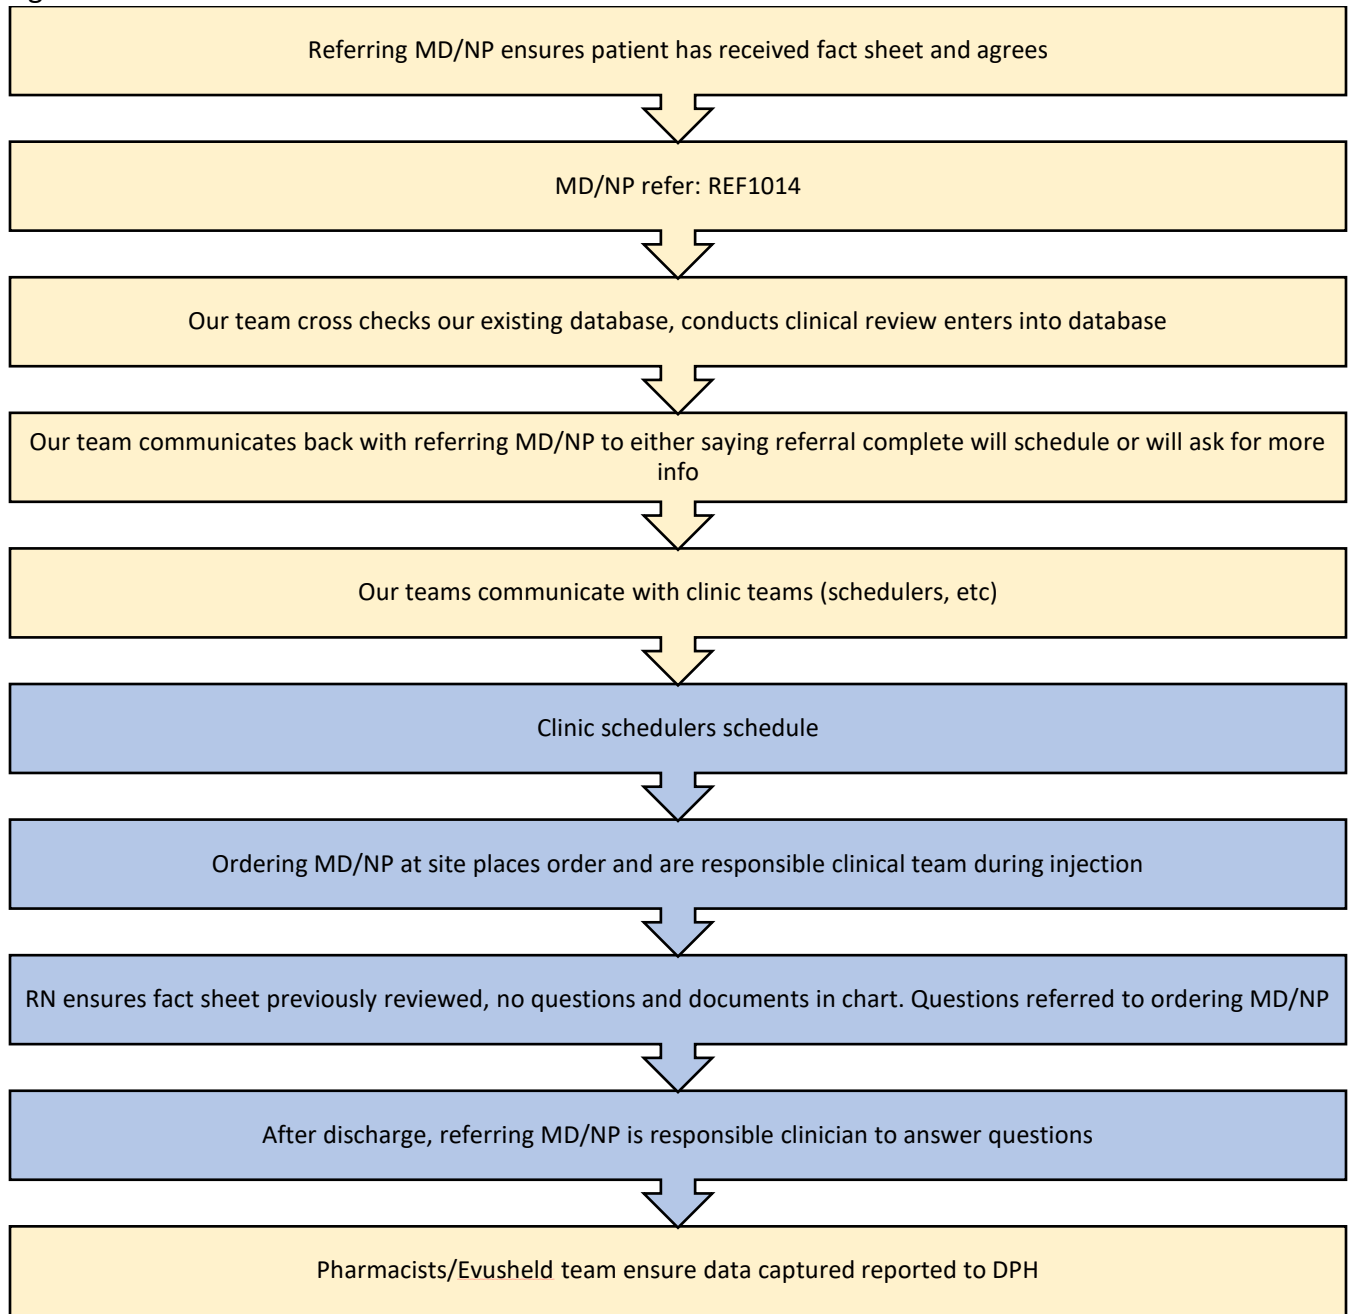 Referring MD/NP ensures patient has received fact sheet and agrees
MD/NP refer: REF1014
Our team cross checks our existing database, conducts clinical review enters into database
Our team communicates back with referring MD/NP to either saying referral complete will schedule or will ask for more
info
Our teams communicate with clinic teams (schedulers, etc)
Clinic schedulers schedule
Ordering MD/NP at site places order and are responsible clinical team during injection
RN ensures fact sheet previously reviewed, no questions and documents in chart. Questions referred to ordering MD/NP
After discharge, referring MD/NP is responsible clinician to answer questions
Pharmacists/Evusheld team ensure data captured reported to DPH